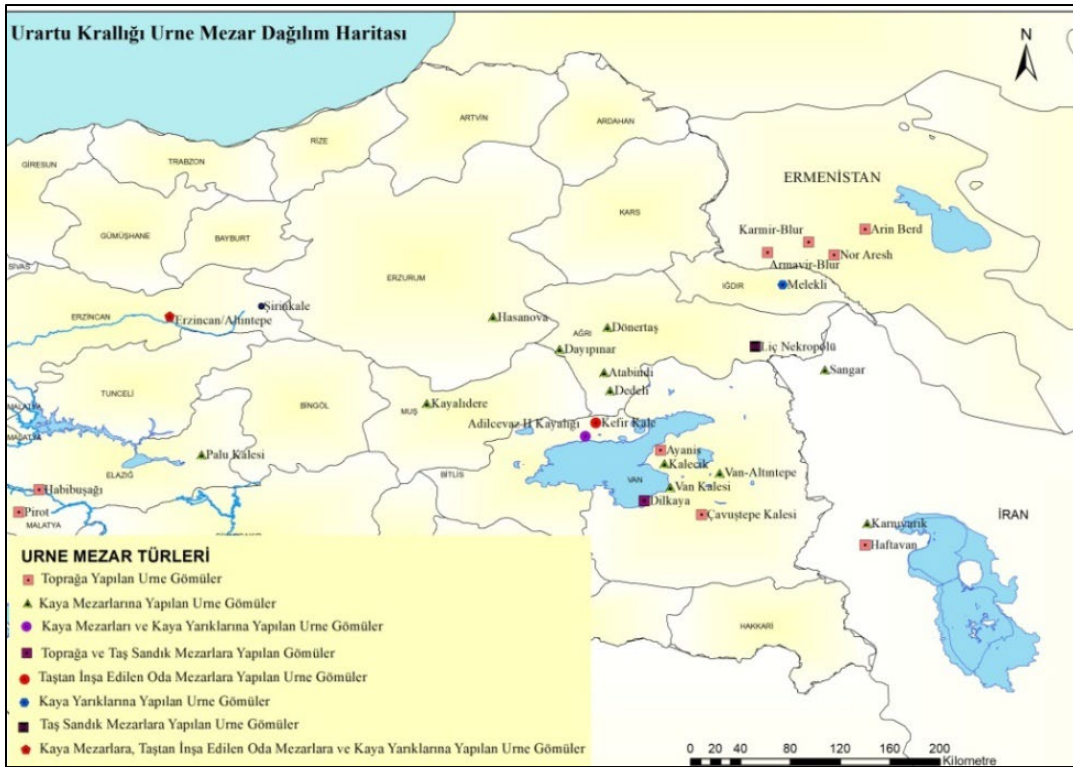 Urartu Krallığı Urne Mezar Dağılım Haritası
N
ARTVİN
ARDAHAN
RİZE
TRABZON
GİRESUN
ERMENİSTAN
KARS
GÜMÜŞHANE
BAYBURT
Karmir-Blur
Arin Berd
Nor Aresh
Armavir-Blur
SİVAS
ERZURUM
IĞDIR
Melekli
Şirinkale
ERZİNCAN
Erzincan/Altıntepe
Hasanova
AĞRI
Dönertaş
Dayıpınar
Liç Nekropolü
Atabindi
Sangar
Dedeli
TUNCELİ
BİNGÖL
MALATYA
MUŞ
Kayalıdere
Adilcevaz II Kayalığı
Kefir Kale
MALATYA
Ayanis
Palu Kalesi
Kalecik
ELAZIĞ
BİTLİS
VAN
Van-Altıntepe
Van Kalesi
Habibuşağı
Dilkaya
Pirot
Çavuştepe Kalesi
İRAN
MALATYA
Karnıyarık
Haftavan
HAKKARİ
URNE MEZAR TÜRLERİ
Toprağa Yapılan Urne Gömüler
Kaya Mezarlarına Yapılan Urne Gömüler
Kaya Mezarları ve Kaya Yarıklarına Yapılan Urne Gömüler
Toprağa ve Taş Sandık Mezarlara Yapılan Gömüler
Taştan İnşa Edilen Oda Mezarlara Yapılan Urne Gömüler
Kaya Yarıklarına Yapılan Urne Gömüler
Taş Sandık Mezarlara Yapılan Urne Gömüler
Kaya Mezarlara, Taştan İnşa Edilen Oda Mezarlara ve Kaya Yarıklarına Yapılan Urne Gömüler
0 20 40 80 120 160 200
Kilometre